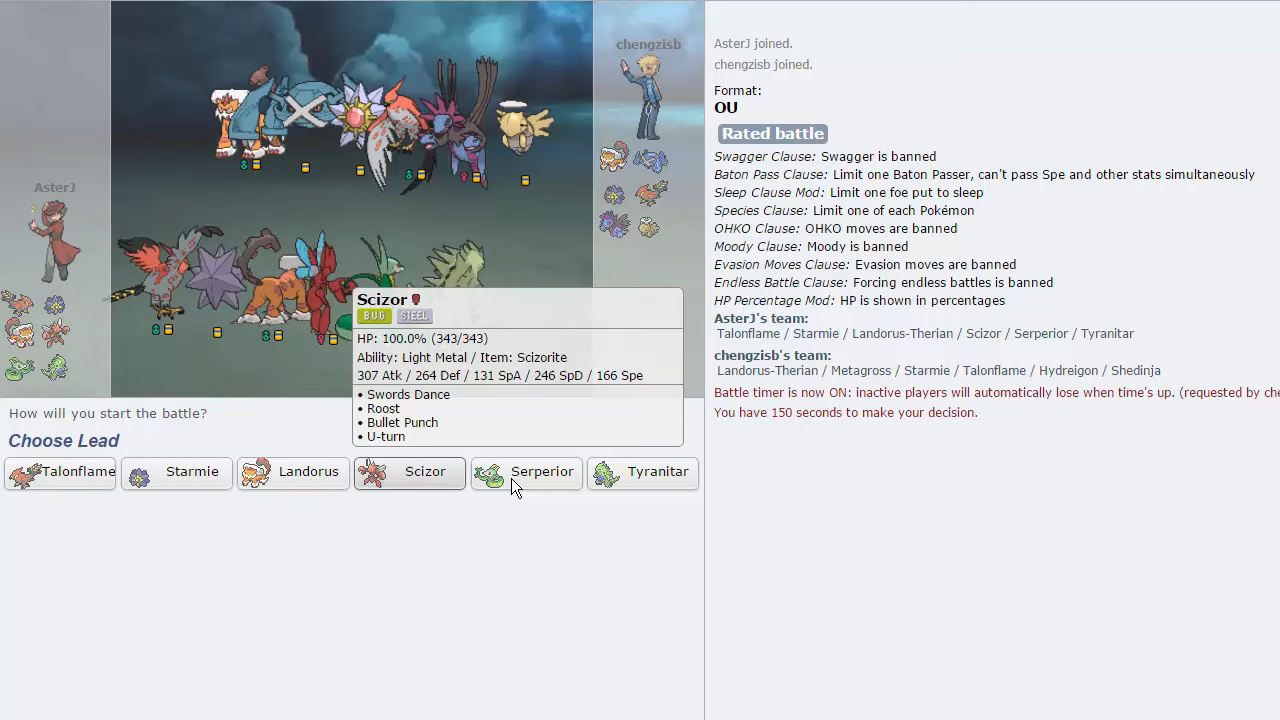 chengzisb
AsterJ
Scizor
BUG STEEL
HP: 100.0% (343/343)
Ability: Light Metal / Item: Scizorite
307 Atk / 264 Def / 131 SpA / 246 SpD / 166 Spe
• Swords Dance
• Roost
• Bullet Punch
• U-turn
How will you start the battle?
Choose Lead
Talonflame Starmie Landorus Scizor Serperior Tyranitar
AsterJ joined.
chengzisb joined.
Format:
OU
Rated battle
Swagger Clause: Swagger is banned
Baton Pass Clause: Limit one Baton Passer, can't pass Spe and other stats simultaneously
Sleep Clause Mod: Limit one foe put to sleep
Species Clause: Limit one of each Pokémon
OHKO Clause: OHKO moves are banned
Moody Clause: Moody is banned
Evasion Moves Clause: Evasion moves are banned
Endless Battle Clause: Forcing endless battles is banned
HP Percentage Mod: HP is shown in percentages
AsterJ's team:
Talonflame / Starmie / Landorus-Therian / Scizor / Serperior / Tyranitar
chengzisb's team:
Landorus-Therian / Metagross / Starmie / Talonflame / Hydreigon / Shedinja
Battle timer is now ON: inactive players will automatically lose when time's up. (requested by che
You have 150 seconds to make your decision.